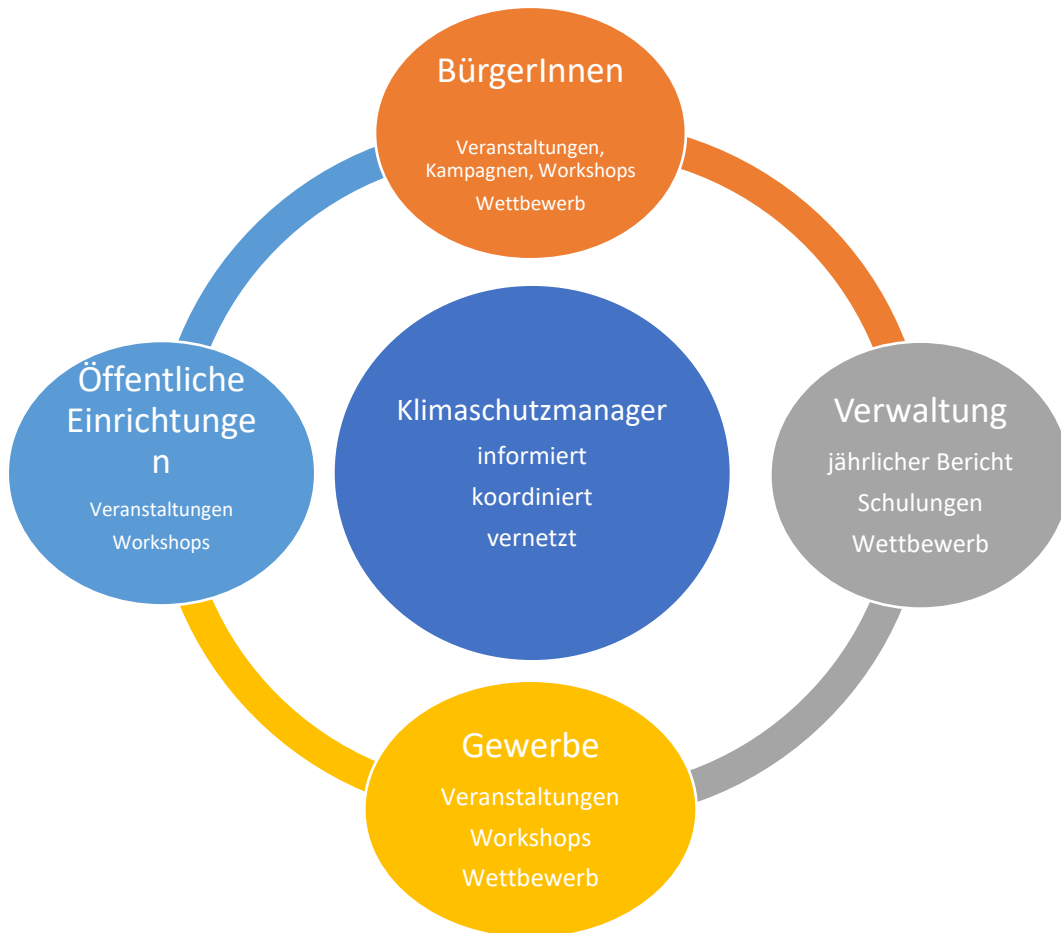 BürgerInnen
Veranstaltungen,
Kampagnen, Workshops
Wettbewerb
Öffentliche
Einrichtunge
n
Veranstaltungen
Workshops
Klimaschutzmanager
informiert
koordiniert
vernetzt
Verwaltung
jährlicher Bericht
Schulungen
Wettbewerb
Gewerbe
Veranstaltungen
Workshops
Wettbewerb